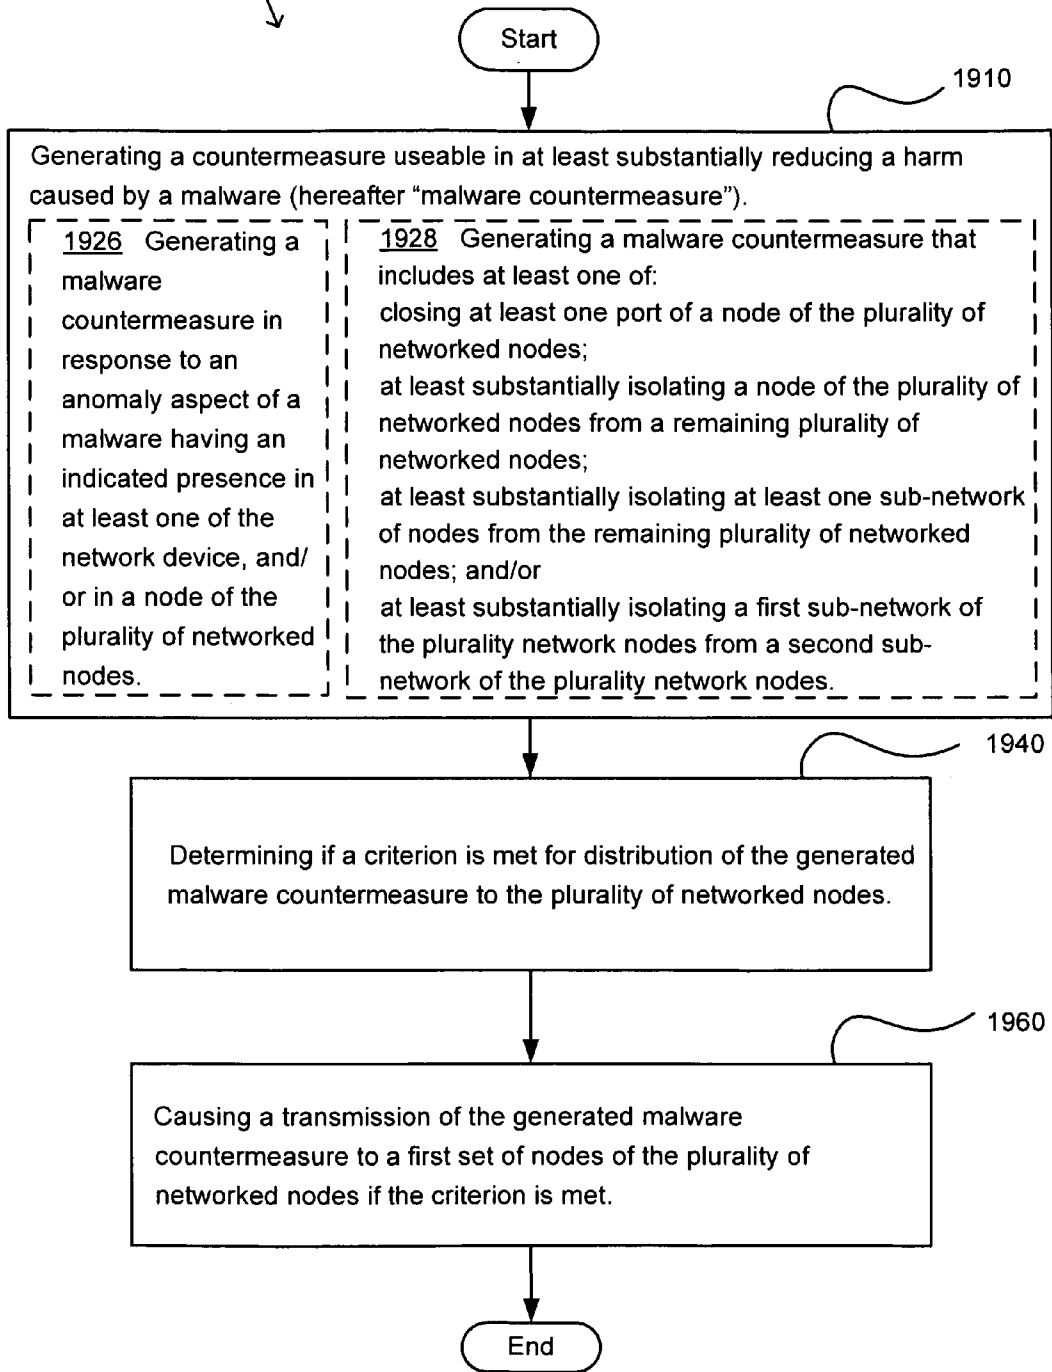 Start
1910
Generating a countermeasure useable in at least substantially reducing a harm
caused by a malware (hereafter “malware countermeasure”).
1926 Generating a
malware
countermeasure in
response to an
anomaly aspect of a
malware having an
indicated presence in
at least one of the
network device, and/
or in a node of the
plurality of networked
nodes.
1928 Generating a malware countermeasure that
includes at least one of:
closing at least one port of a node of the plurality of
networked nodes;
at least substantially isolating a node of the plurality of
networked nodes from a remaining plurality of
networked nodes;
at least substantially isolating at least one sub-network
of nodes from the remaining plurality of networked
nodes; and/or
at least substantially isolating a first sub-network of
the plurality network nodes from a second sub-
network of the plurality network nodes.
1940
Determining if a criterion is met for distribution of the generated
malware countermeasure to the plurality of networked nodes.
1960
Causing a transmission of the generated malware
countermeasure to a first set of nodes of the plurality of
networked nodes if the criterion is met.
End